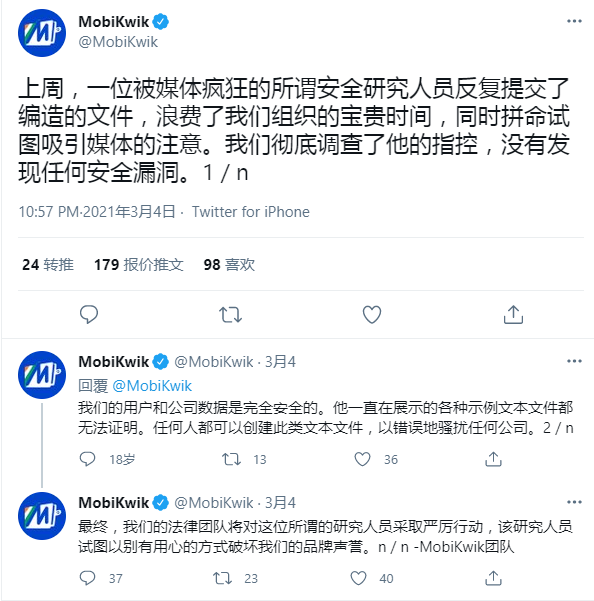 MobiKwik
@MobiKwik
上周，一位被媒体疯狂的所谓安全研究人员反复提交了
编造的文件，浪费了我们组织的宝贵时间，同时拼命试
图吸引媒体的注意。我们彻底调查了他的指控，没有发
现任何安全漏洞。1 / n
10:57 PM·2021年3月4日 · Twitter for iPhone
24 转推 179 报价推文 98 喜欢
MobiKwik @MobiKwik · 3月4
回覆 @MobiKwik
我们的用户和公司数据是完全安全的。他一直在展示的各种示例文本文件都
无法证明。任何人都可以创建此类文本文件，以错误地骚扰任何公司。2 / n
18岁 13 36
MobiKwik @MobiKwik · 3月4
最终，我们的法律团队将对这位所谓的研究人员采取严厉行动，该研究人员
试图以别有用心的方式破坏我们的品牌声誉。n / n -MobiKwik团队
37 23 40